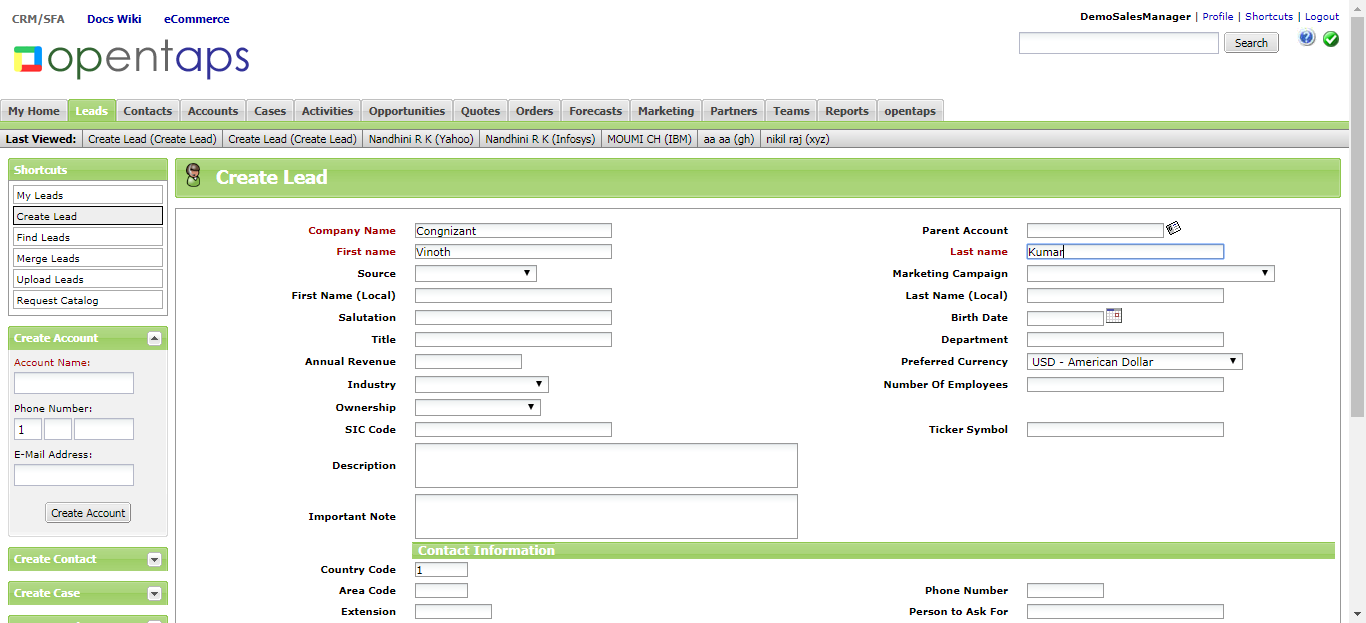 CRM/SFA Docs Wiki eCommerce
DemoSalesManager | Profile | Shortcuts | Logout
opentaps
Search
My Home Leads Contacts Accounts Cases Activities Opportunities Quotes Orders Forecasts Marketing Partners Teams Reports opentaps
Last Viewed: Create Lead (Create Lead) Create Lead (Create Lead) Nandhini R K (Yahoo) Nandhini R K (Infosys) MOUMI CH (IBM) aa aa (gh) nikil raj (xyz)
Shortcuts
My Leads
Create Lead
Find Leads
Merge Leads
Upload Leads
Request Catalog
Create Account
Account Name:
Phone Number:
1
E-Mail Address:
Create Account
Create Contact
Create Case
Create Lead
Company Name Congnizant Parent Account
First name Vinoth Last name Kumar
Source Marketing Campaign
First Name (Local) Last Name (Local)
Salutation Birth Date
Title Department
Annual Revenue Preferred Currency USD - American Dollar
Industry Number Of Employees
Ownership
SIC Code Ticker Symbol
Description
Important Note
Contact Information
Country Code 1
Area Code Phone Number
Extension Person to Ask For